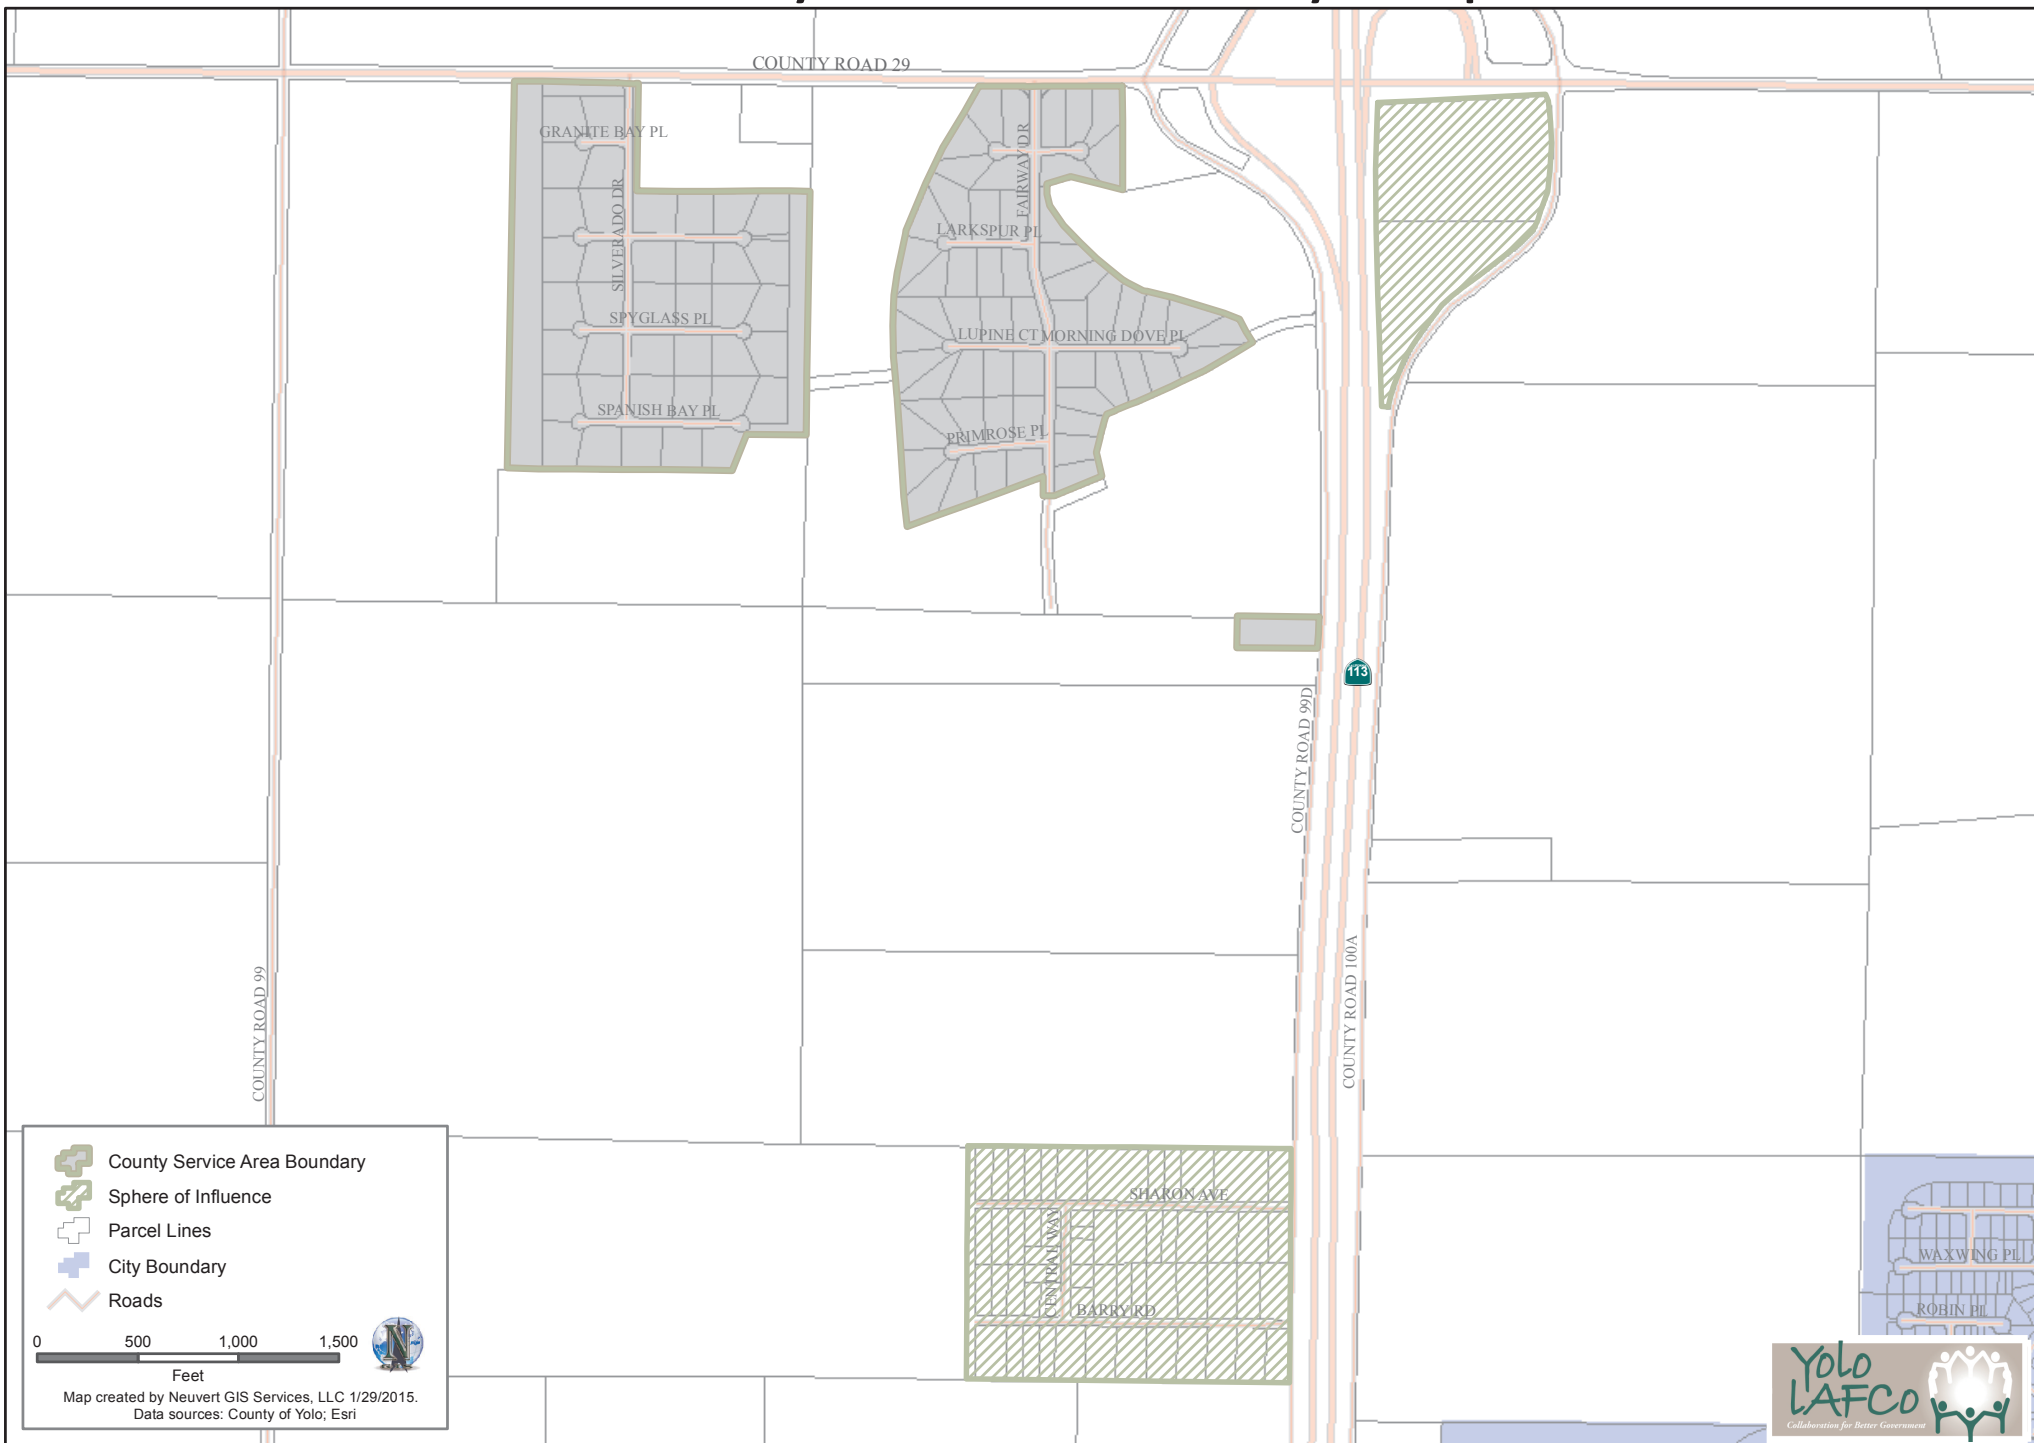 COUNTY ROAD 29
GRANITE BAY PL
SILVERADO DR
SPYGLASS PL
SPANISH BAY PL
FAIRWAY DR
LARKSPUR PL
LUPINE CT
MORNING DOVE PL
PRIMROSE PL
113
COUNTY ROAD 99D
COUNTY ROAD 100A
COUNTY ROAD 99
SHARON AVE
CENTRAL WAY
BARRY RD
WAXWING PL
ROBIN PL
County Service Area Boundary
Sphere of Influence
Parcel Lines
City Boundary
Roads
0 500 1,000 1,500
Feet
N
Map created by Neuvert GIS Services, LLC 1/29/2015.
Data sources: County of Yolo; Esri
YOLO
LAFCO
Collaboration for Better Government